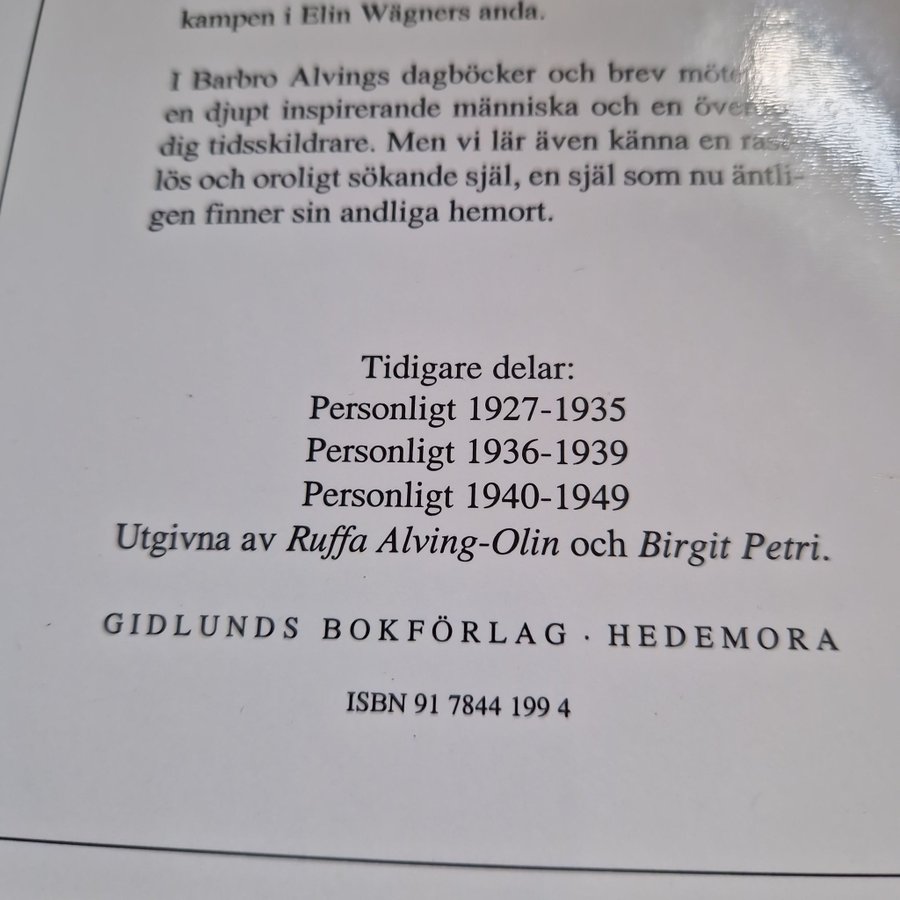 kampen i Elin Wägners anda.
I Barbro Alvings dagböcker och brev
en djupt inspirerande människa och en
dig tidsskildrare. Men vi lär även känna en
lös och oroligt sökande själ, en själ som nu äntli-
gen finner sin andliga hemort.
Tidigare delar:
Personligt 1927-1935
Personligt 1936-1939
Personligt 1940-1949
Utgivna av Ruffa Alving-Olin och Birgit Petri.
GIDLUNDS BOKFÖRLAG · HEDEMORA
ISBN 91 7844 199 4